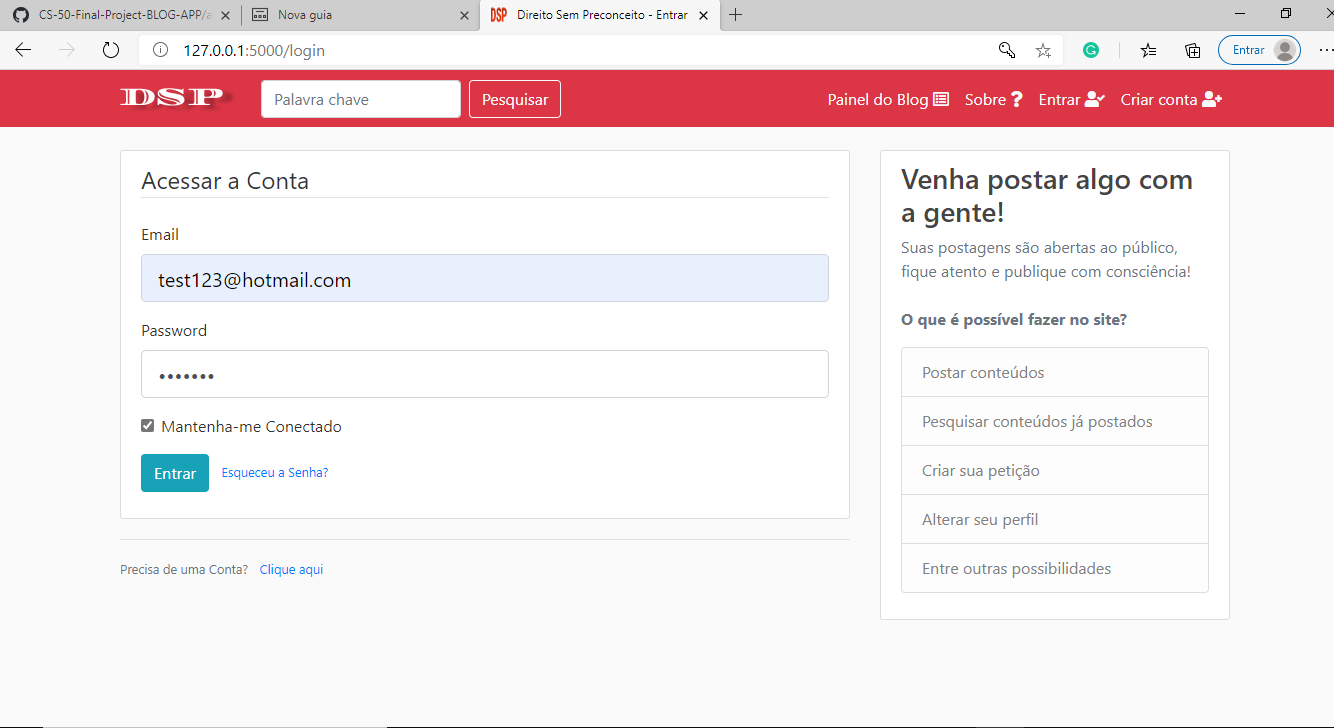 CS-50-Final-Project-BLOG-APP/a
Nova guia
DSP Direito Sem Preconceito - Entrar
127.0.0.1:5000/login
Entrar
DSP
Palavra chave
Pesquisar
Painel do Blog
Sobre
Entrar
Criar conta
Acessar a Conta
Email
test123@hotmail.com
Password
•••••••
Mantenha-me Conectado
Entrar
Esqueceu a Senha?
Precisa de uma Conta? Clique aqui
Venha postar algo com
a gente!
Suas postagens são abertas ao público,
fique atento e publique com consciência!
O que é possível fazer no site?
Postar conteúdos
Pesquisar conteúdos já postados
Criar sua petição
Alterar seu perfil
Entre outras possibilidades